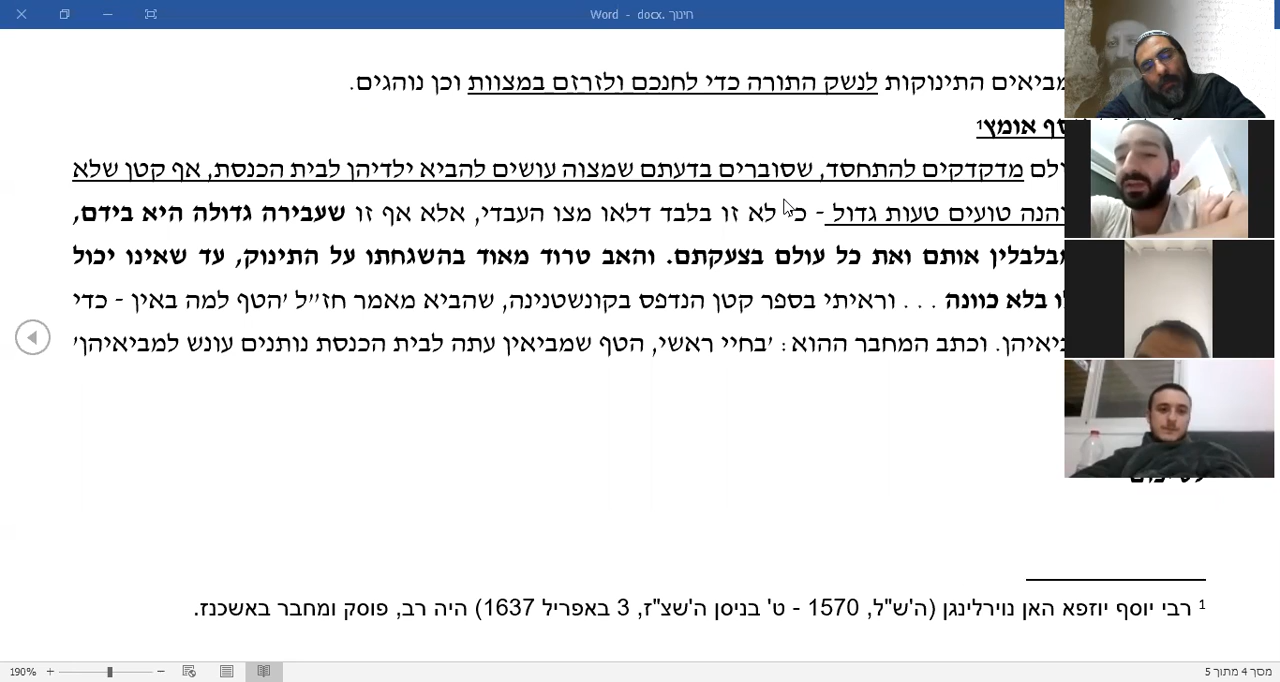 חינוך .docx - Word
מביאים התינוקות לנשק התורה כדי לחנכם ולזרזם במצוות וכן נוהגים.
סף אומץ¹
ולם מדקדקים להתחסד, שסוברים בדעתם שמצוה עושים להביא ילדיהן לבית הכנסת, אף קטן שלא
והנה טועים טעות גדול - כי לא זו בלבד דלאו מצו העבדי, אלא אף זו שעבירה גדולה היא בידם,
מבלבלין אותם ואת כל עולם בצעקתם. והאב טרוד מאוד בהשגחתו על התינוק, עד שאינו יכול
בלא כוונה . . . וראיתי בספר קטן הנדפס בקונשטנינה, שהביא מאמר חז״ל 'הטף למה באין - כדי
ביאיהן. וכתב המחבר ההוא: 'בחיי ראשי, הטף שמביאין עתה לבית הכנסת נותנים עונש למביאיהן'
¹ רבי יוסף יוזפא האן נוירלינגן (ה'ש"ל, 1570 - ט' בניסן ה'שצ"ז, 3 באפריל 1637) היה רב, פוסק ומחבר באשכנז.
מסך 4 מתוך 5
190%